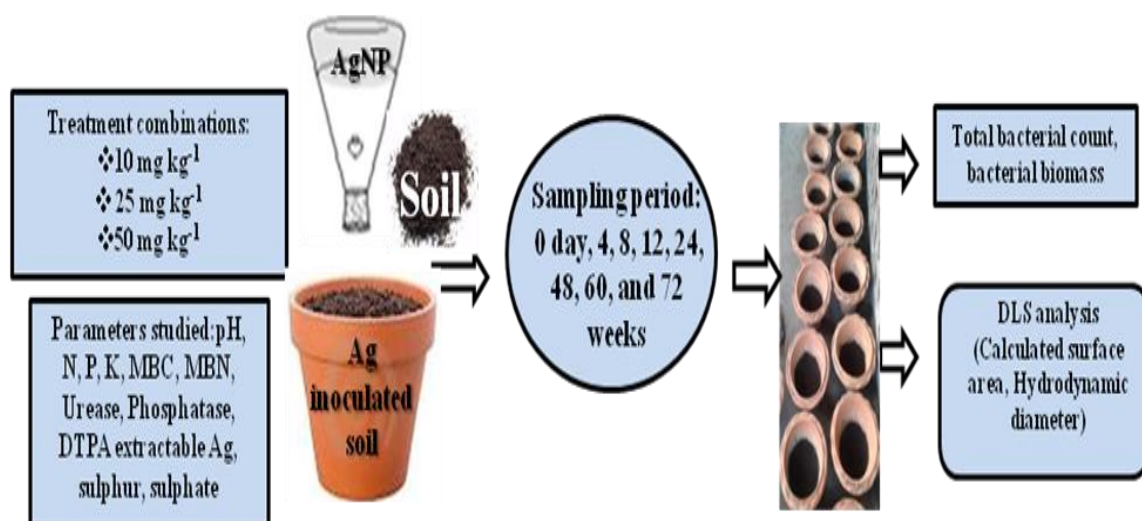 Treatment combinations:
❖10 mg kg⁻¹
❖ 25 mg kg⁻¹
❖50 mg kg⁻¹
Parameters studied:pH,
N, P, K, MBC, MBN,
Urease, Phosphatase,
DTPA extractable Ag,
sulphur, sulphate
AgNP
Soil
Ag
inoculated
soil
Sampling period:
0 day, 4, 8, 12, 24,
48, 60, and 72
weeks
Total bacterial count,
bacterial biomass
DLS analysis
(Calculated surface
area, Hydrodynamic
diameter)